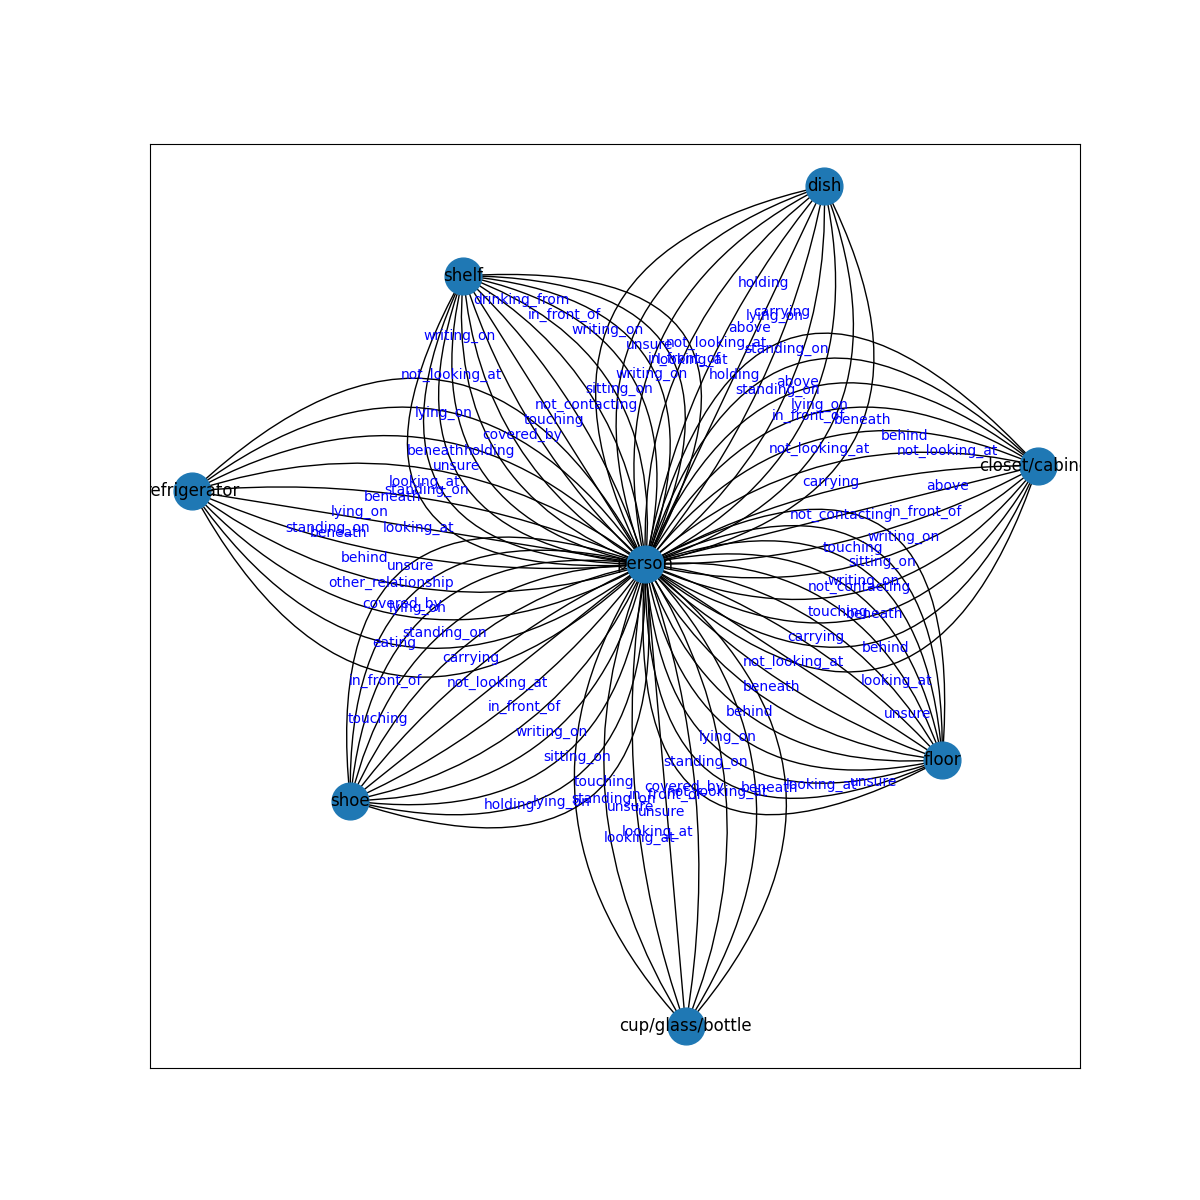 dish
shelf
holding
drinking_from
carrying
in_front_of
lying_on
above
writing_on
writing_on
unsure
not_looking_at
standing_on
in_front_of
looking_at
not_looking_at
writing_on
holding
above
sitting_on
standing_on
not_contacting
lying_on
lying_on
touching
in_front_of
beneath
covered_by
behind
beneath
holding
not_looking_at
not_looking_at
unsure
closet/cabin
looking_at
carrying
above
standing_on
efrigerator
beneath
lying_on
not_contacting
in_front_of
standing_on
looking_at
beneath
writing_on
touching
behind
unsure
person
sitting_on
other_relationship
writing_on
not_contacting
covered_by
lying_on
touching
beneath
standing_on
carrying
eating
behind
carrying
not_looking_at
in_front_of
not_looking_at
looking_at
beneath
in_front_of
behind
unsure
touching
writing_on
lying_on
sitting_on
standing_on
floor
touching
covered_by
beneath
looking_at
unsure
in_front_of
not_looking_at
shoe
holding
lying_on
standing_on
unsure
unsure
looking_at
looking_at
cup/glass/bottle